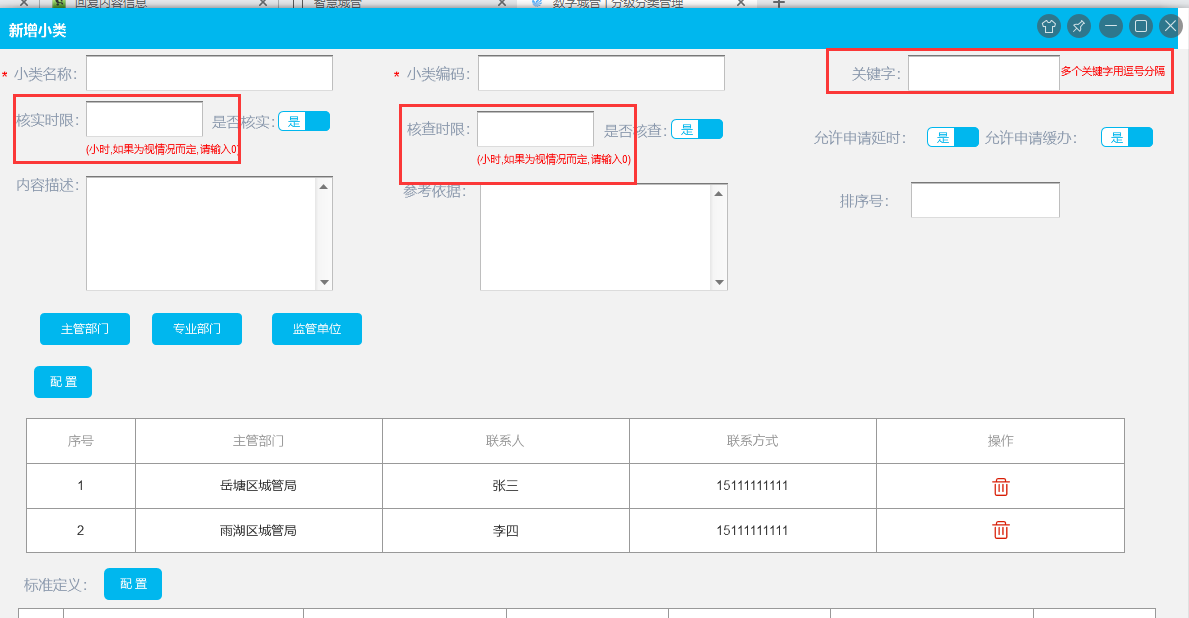 回复内容信息 智慧城管 数字城管 | 分级分类管理
新增小类
* 小类名称: * 小类编码: 关键字: 多个关键字用逗号分隔
核实时限: 是否核实: 是 核查时限: 是否核查: 是 允许申请延时: 是 允许申请缓办: 是
(小时,如果为视情况而定,请输入0) (小时,如果为视情况而定,请输入0)
内容描述: 参考依据: 排序号:
主管部门 专业部门 监管单位
配置
序号 主管部门 联系人 联系方式 操作
1 岳塘区城管局 张三 15111111111
2 雨湖区城管局 李四 15111111111
标准定义: 配置